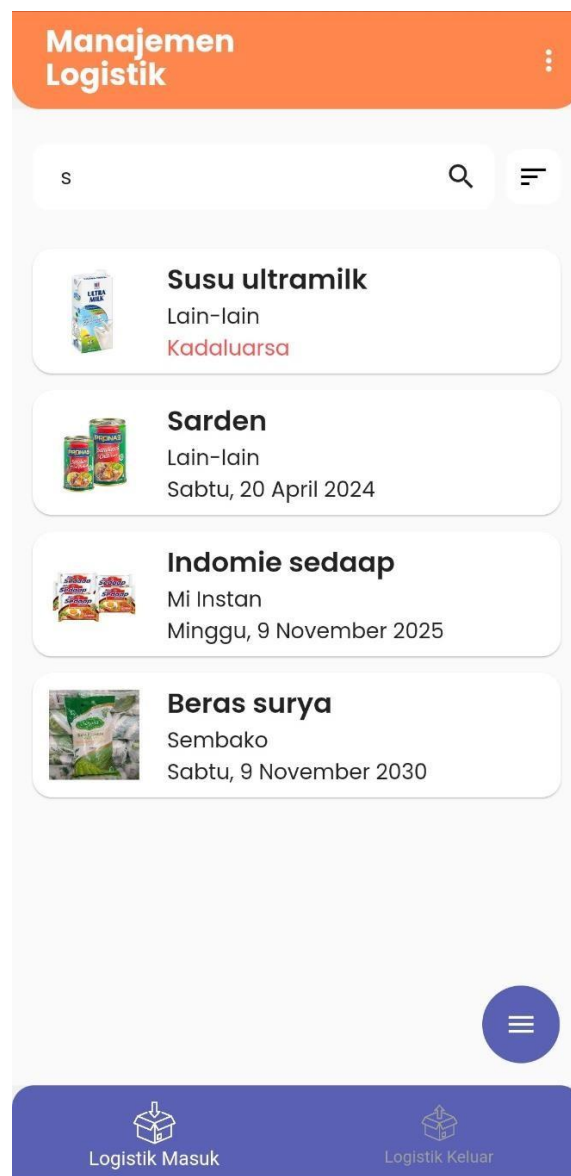 Manajemen
Logistik
s
Susu ultramilk
Lain-lain
Kadaluarsa
Sarden
Lain-lain
Sabtu, 20 April 2024
Indomie sedaap
Mi Instan
Minggu, 9 November 2025
Beras surya
Sembako
Sabtu, 9 November 2030
Logistik Masuk
Logistik Keluar